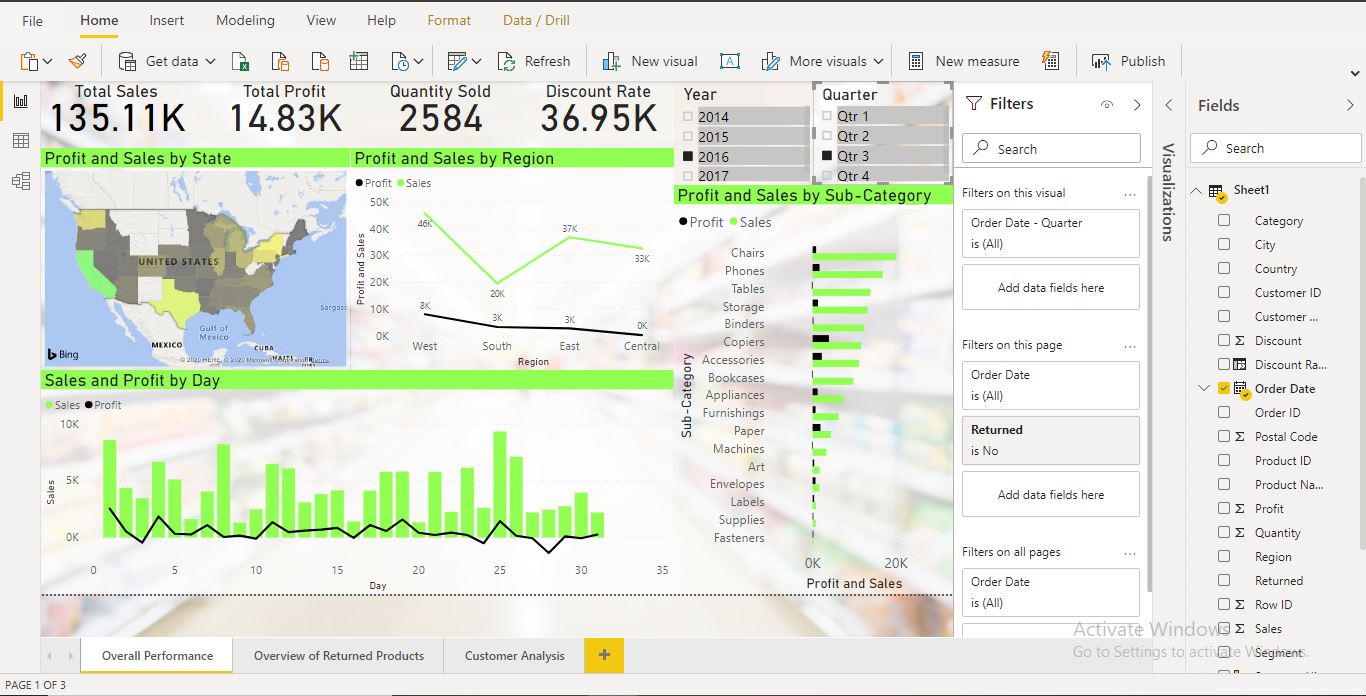 File Home Insert Modeling View Help Format Data / Drill
Get data Refresh New visual A More visuals New measure Publish
Total Sales Total Profit Quantity Sold Discount Rate
135.11K 14.83K 2584 36.95K
Year
2014
2015
2016
2017
Quarter
Qtr 1
Qtr 2
Qtr 3
Qtr 4
Profit and Sales by State
UNITED STATES
Gulf of
Mexico
MEXICO
CUBA
Sargass
Bing
Profit and Sales by Region
Profit Sales
50K
40K
30K
20K
10K
0K
Profit and Sales
46K
20K
37K
33K
8K
3K
3K
0K
West South East Central
Region
Profit and Sales by Sub-Category
Profit Sales
Sub-Category
Chairs
Phones
Tables
Storage
Binders
Copiers
Accessories
Bookcases
Appliances
Furnishings
Paper
Machines
Art
Envelopes
Labels
Supplies
Fasteners
0K 20K
Profit and Sales
Sales and Profit by Day
Sales Profit
10K
5K
0K
Sales
0 5 10 15 20 25 30 35
Day
Filters
Search
Filters on this visual ...
Order Date - Quarter
is (All)
Add data fields here
Filters on this page ...
Order Date
is (All)
Returned
is No
Add data fields here
Filters on all pages ...
Order Date
is (All)
Visualizations
Fields
Search
Sheet1
Category
City
Country
Customer ID
Customer ...
Σ Discount
Discount Ra...
Order Date
Order ID
Σ Postal Code
Product ID
Product Na...
Σ Profit
Σ Quantity
Region
Returned
Σ Row ID
Σ Sales
Segment
Activate Windows
Go to Settings to activate Windows.
Overall Performance Overview of Returned Products Customer Analysis +
PAGE 1 OF 3